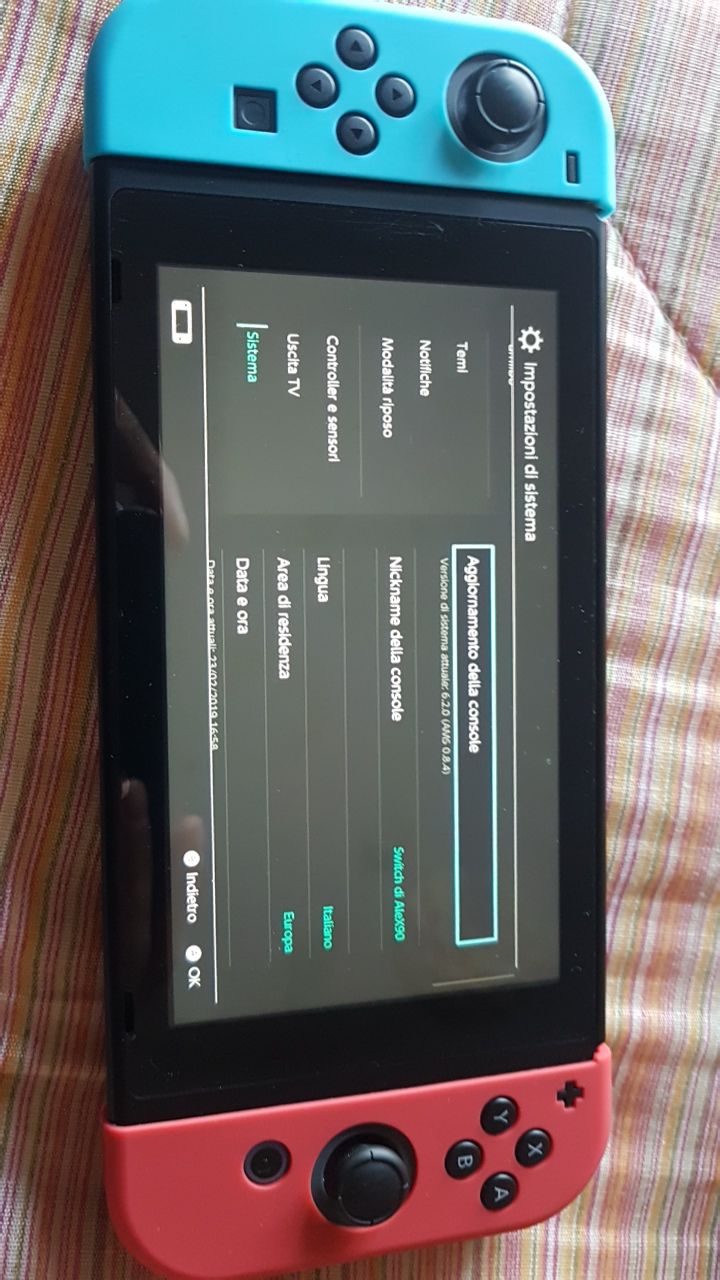 Impostazioni di sistema
Temi
Notifiche
Modalità riposo
Controller e sensori
Uscita TV
Sistema
Aggiornamento della console
Versione di sistema attuale: 6.2.0 (AMS 0.8.4)
Nickname della console
Switch di AleX90
Lingua
Italiano
Area di residenza
Europa
Data e ora
Data e ora attuali: 23/02/2019 16:58
B Indietro
A OK
X
Y
A
B